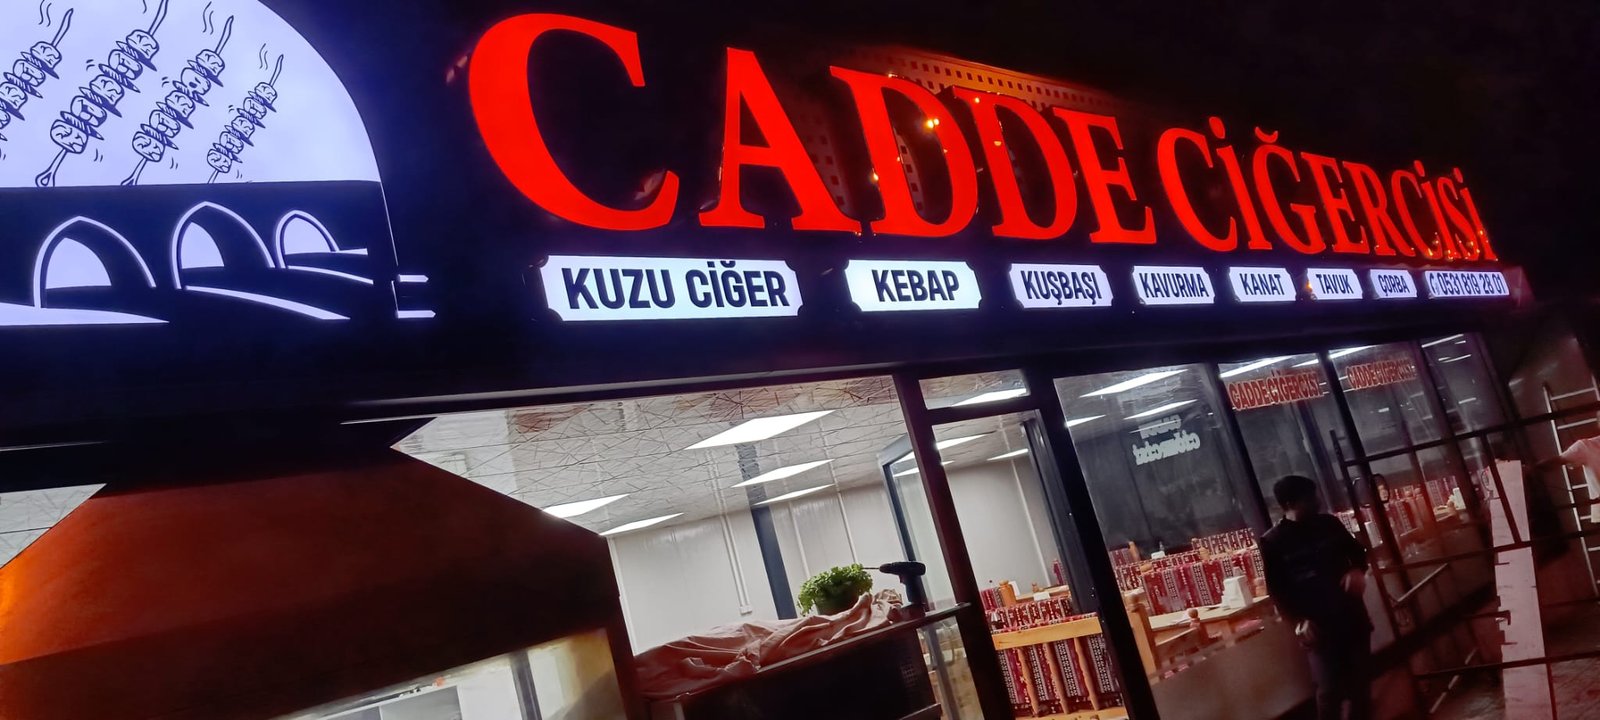 CADDE CİĞERCİSİ
KUZU CİĞER
KEBAP
KUŞBAŞI
KAVURMA
KANAT
TAVUK
ÇORBA
0531 819 28 01
CADDE CİĞERCİSİ
CADDE CİĞERCİSİ